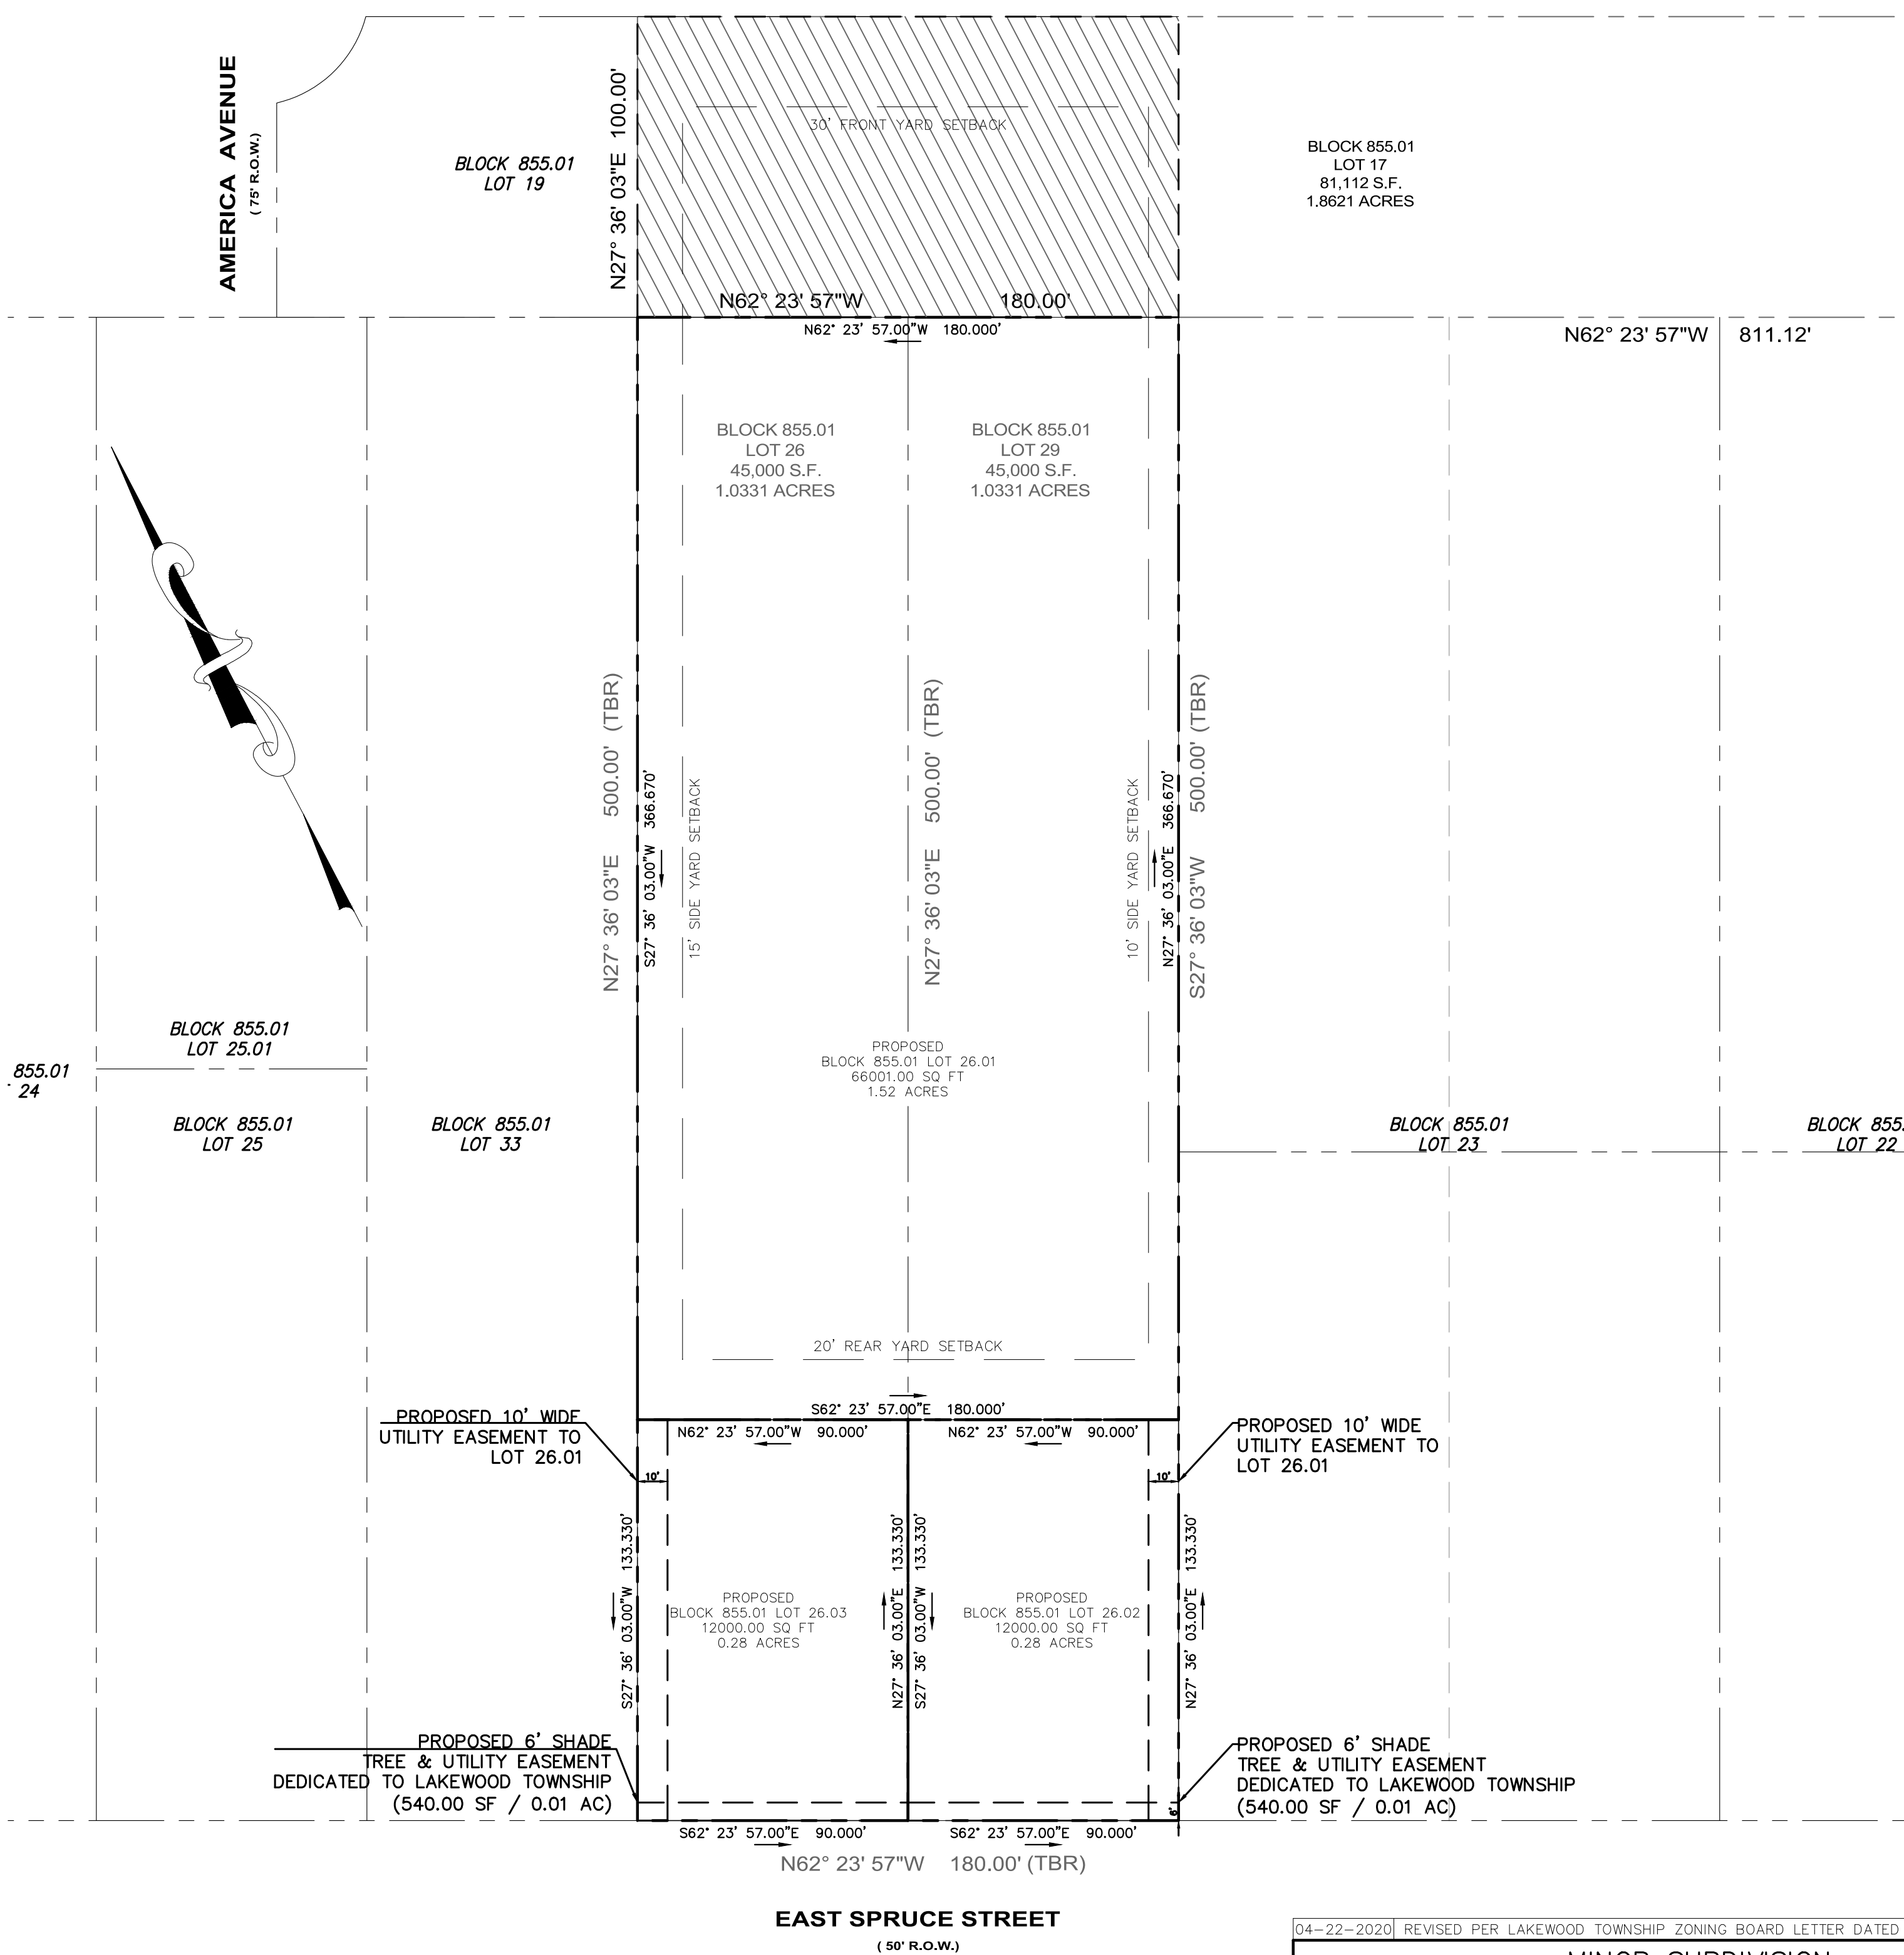 AMERICA AVENUE
( 75' R.O.W.)
BLOCK 855.01
LOT 19
N27° 36' 03"E 100.00'
30' FRONT YARD SETBACK
BLOCK 855.01
LOT 17
81,112 S.F.
1.8621 ACRES
N62° 23' 57"W 180.00'
N62° 23' 57.00"W 180.000'
N62° 23' 57"W 811.12'
BLOCK 855.01
LOT 26
45,000 S.F.
1.0331 ACRES
BLOCK 855.01
LOT 29
45,000 S.F.
1.0331 ACRES
N27° 36' 03"E 500.00' (TBR)
S27° 36' 03.00"W 366.670'
15' SIDE YARD SETBACK
N27° 36' 03"E 500.00' (TBR)
10' SIDE YARD SETBACK
N27° 36' 03.00"E 366.670'
S27° 36' 03"W 500.00' (TBR)
855.01
24
BLOCK 855.01
LOT 25.01
BLOCK 855.01
LOT 25
BLOCK 855.01
LOT 33
PROPOSED
BLOCK 855.01 LOT 26.01
66001.00 SQ FT
1.52 ACRES
BLOCK 855.01
LOT 23
BLOCK 855.
LOT 22
20' REAR YARD SETBACK
S62° 23' 57.00"E 180.000'
PROPOSED 10' WIDE
UTILITY EASEMENT TO
LOT 26.01
N62° 23' 57.00"W 90.000'
N62° 23' 57.00"W 90.000'
PROPOSED 10' WIDE
UTILITY EASEMENT TO
LOT 26.01
10'
10'
S27° 36' 03.00"W 133.330'
N27° 36' 03.00"E 133.330'
S27° 36' 03.00"W 133.330'
N27° 36' 03.00"E 133.330'
PROPOSED
BLOCK 855.01 LOT 26.03
12000.00 SQ FT
0.28 ACRES
PROPOSED
BLOCK 855.01 LOT 26.02
12000.00 SQ FT
0.28 ACRES
PROPOSED 6' SHADE
TREE & UTILITY EASEMENT
DEDICATED TO LAKEWOOD TOWNSHIP
(540.00 SF / 0.01 AC)
PROPOSED 6' SHADE
TREE & UTILITY EASEMENT
DEDICATED TO LAKEWOOD TOWNSHIP
(540.00 SF / 0.01 AC)
6'
S62° 23' 57.00"E 90.000'
S62° 23' 57.00"E 90.000'
N62° 23' 57"W 180.00' (TBR)
EAST SPRUCE STREET
( 50' R.O.W.)
04-22-2020 REVISED PER LAKEWOOD TOWNSHIP ZONING BOARD LETTER DATED
MINOR SUBDIVISION